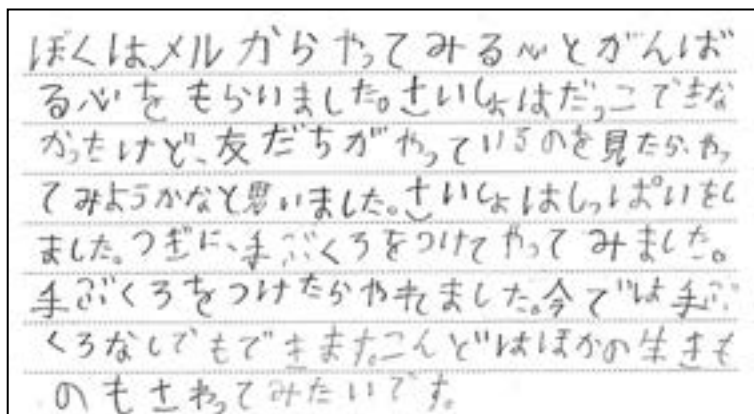 ぼくは、メルからやってみる心とがんば
る心をもらいました。さいしょはだっこできな
かったけど、友だちがやっているのを見たら、やっ
てみようかなと思いました。さいしょはしっぱいをし
ました。つぎに、手ぶくろをつけてやってみました。
手ぶくろをつけたらやれました。今では手ぶ
くろなしでもできます。こんどはほかの生きも
のもさわってみたいです。